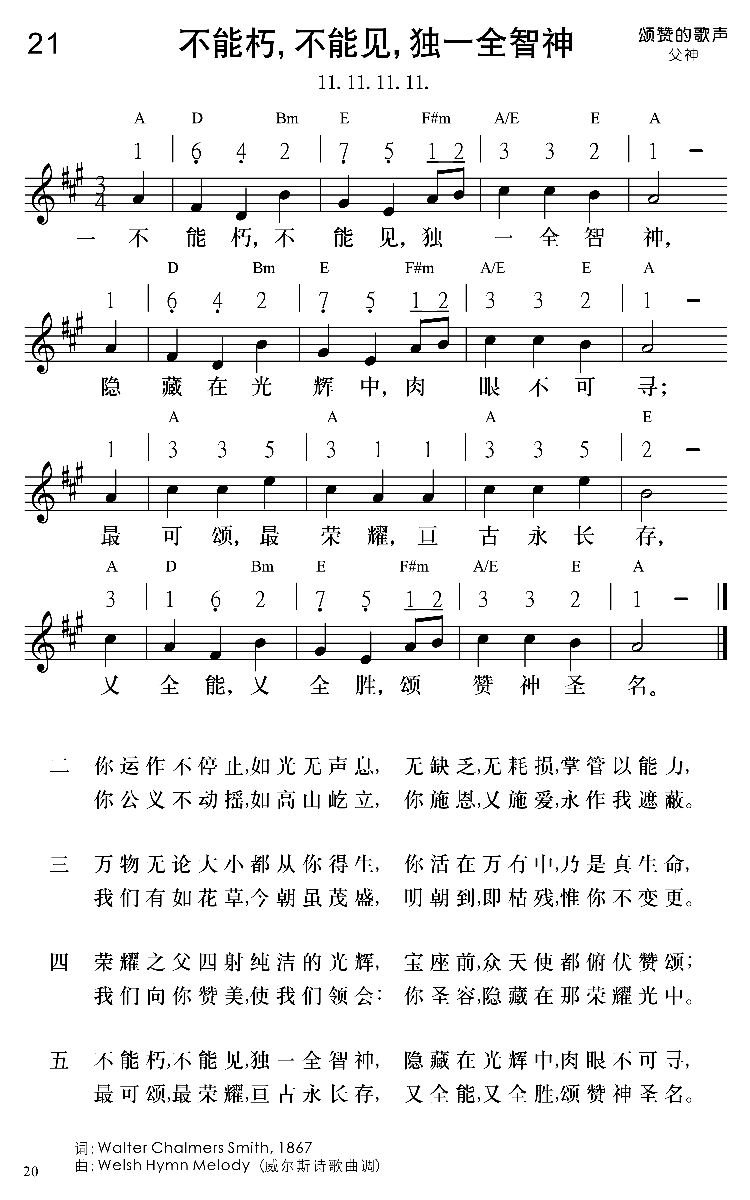 21
不能朽, 不能见, 独一全智神
颂赞的歌声
父神
11. 11. 11. 11.
A D Bm E F#m A/E E A
1 | 6 4 2 | 7 5 1 2 | 3 3 2 | 1 –
3 4
一 不 能 朽, 不 能 见, 独 一 全 智 神,
D Bm E F#m A/E E A
1 | 6 4 2 | 7 5 1 2 | 3 3 2 | 1 –
隐 藏 在 光 辉 中, 肉 眼 不 可 寻;
A A A E
1 | 3 3 5 | 3 1 1 | 3 3 5 | 2 –
最 可 颂, 最 荣 耀, 亘 古 永 长 存,
A D Bm E F#m A/E E A
3 | 1 6 2 | 7 5 1 2 | 3 3 2 | 1 –
又 全 能, 又 全 胜, 颂 赞 神 圣 名。
二 你运作不停止,如光无声息, 无缺乏,无耗损,掌管以能力,
你公义不动摇,如高山屹立, 你施恩,又施爱,永作我遮蔽。
三 万物无论大小都从你得生, 你活在万有中,乃是真生命,
我们有如花草,今朝虽茂盛, 明朝到,即枯残,惟你不变更。
四 荣耀之父四射纯洁的光辉, 宝座前,众天使都俯伏赞颂;
我们向你赞美,使我们领会: 你圣容,隐藏在那荣耀光中。
五 不能朽,不能见,独一全智神, 隐藏在光辉中,肉眼不可寻,
最可颂,最荣耀,亘古永长存, 又全能,又全胜,颂赞神圣名。
词: Walter Chalmers Smith, 1867
曲: Welsh Hymn Melody (威尔斯诗歌曲调)
20